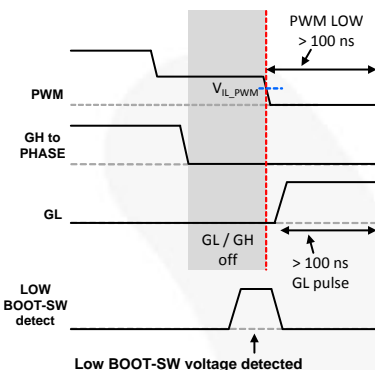 PWM LOW
> 100 ns
V_IL_PWM
PWM
GH to
PHASE
GL
GL / GH
off
> 100 ns
GL pulse
LOW
BOOT-SW
detect
Low BOOT-SW voltage detected